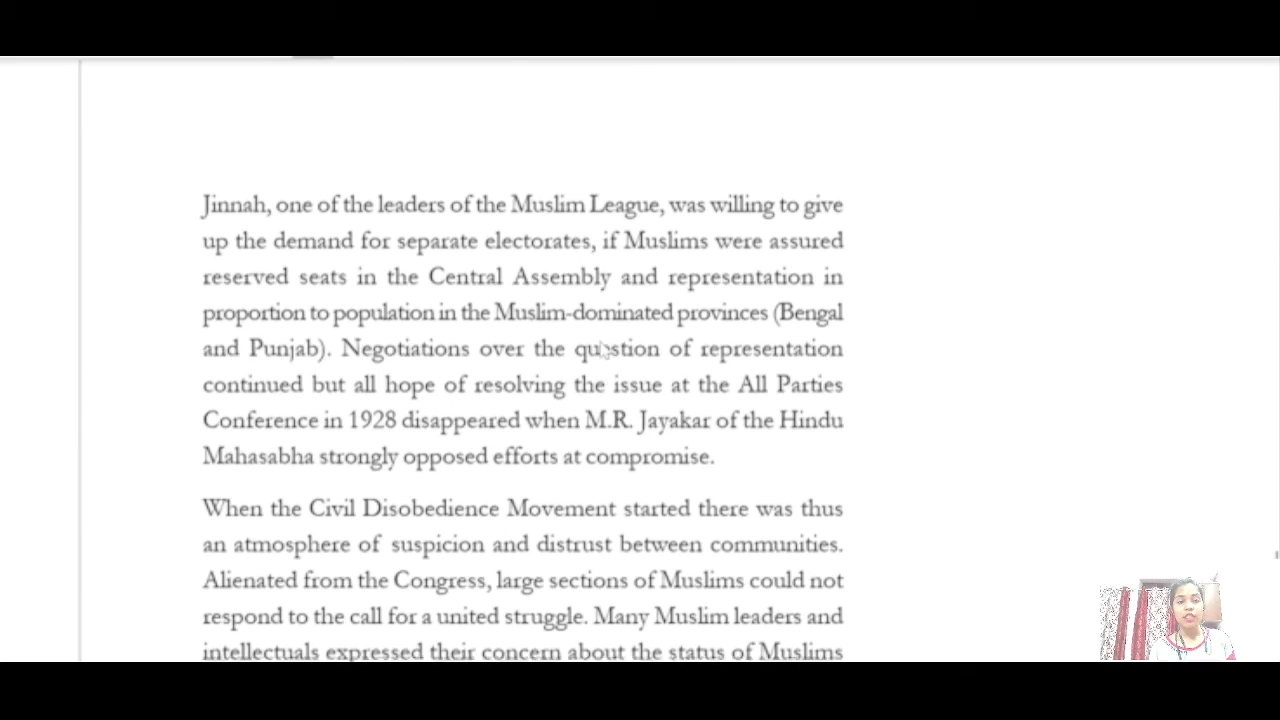 Jinnah, one of the leaders of the Muslim League, was willing to give
up the demand for separate electorates, if Muslims were assured
reserved seats in the Central Assembly and representation in
proportion to population in the Muslim-dominated provinces (Bengal
and Punjab). Negotiations over the question of representation
continued but all hope of resolving the issue at the All Parties
Conference in 1928 disappeared when M.R. Jayakar of the Hindu
Mahasabha strongly opposed efforts at compromise.
When the Civil Disobedience Movement started there was thus
an atmosphere of suspicion and distrust between communities.
Alienated from the Congress, large sections of Muslims could not
respond to the call for a united struggle. Many Muslim leaders and
intellectuals expressed their concern about the status of Muslims